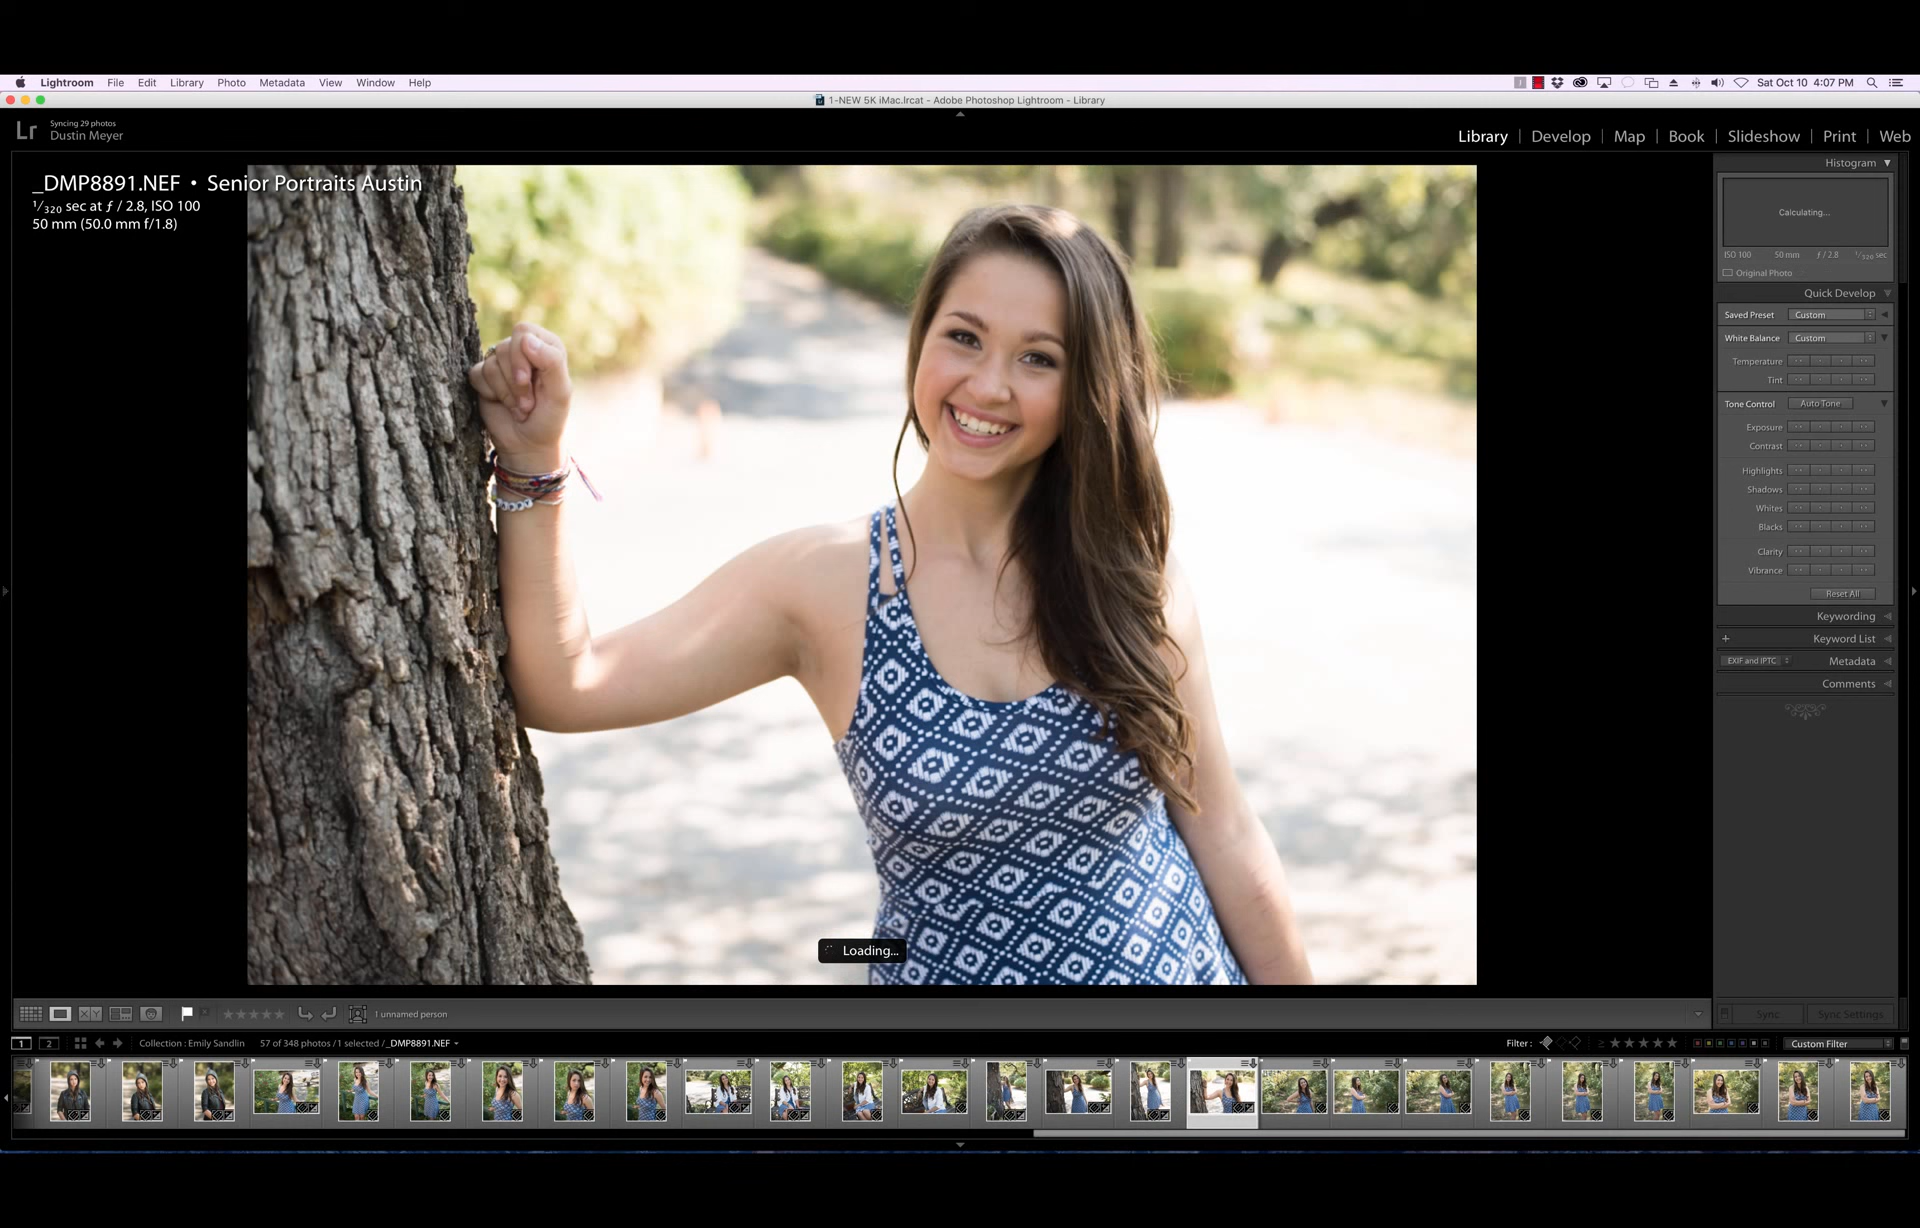 Lightroom File Edit Library Photo Metadata View Window Help Sat Oct 10 4:07 PM
1-NEW 5K iMac.lrcat - Adobe Photoshop Lightroom - Library
Lr Syncing 29 photos
Dustin Meyer
Library | Develop | Map | Book | Slideshow | Print | Web
_DMP8891.NEF • Senior Portraits Austin
1/320 sec at ƒ / 2.8, ISO 100
50 mm (50.0 mm f/1.8)
Histogram
Calculating...
ISO 100 50 mm ƒ / 2.8 1/320 sec
Original Photo
Quick Develop
Saved Preset Custom
White Balance Custom
Temperature
Tint
Tone Control Auto Tone
Exposure
Contrast
Highlights
Shadows
Whites
Blacks
Clarity
Vibrance
Reset All
Keywording
+ Keyword List
EXIF and IPTC Metadata
Comments
Loading...
X Y 1 unnamed person Sync Sync Settings
1 2 Collection : Emily Sandlin 57 of 348 photos / 1 selected / _DMP8891.NEF Filter : ≥ ★★★★★ Custom Filter